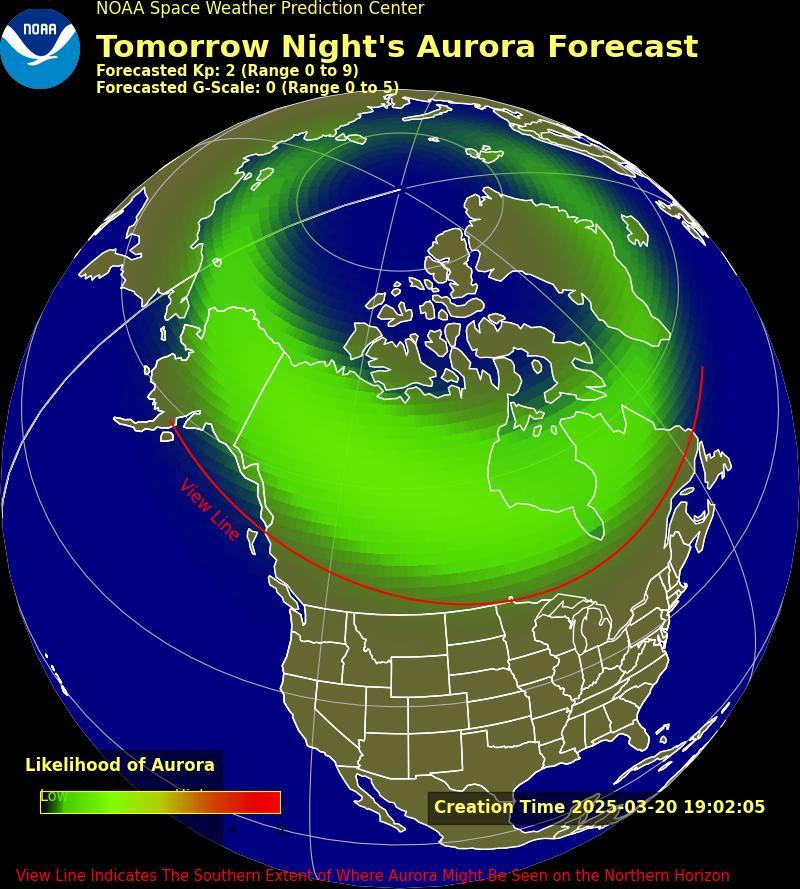 NOAA Space Weather Prediction Center
NOAA
Tomorrow Night's Aurora Forecast
Forecasted Kp: 2 (Range 0 to 9)
Forecasted G-Scale: 0 (Range 0 to 5)
View Line
Likelihood of Aurora
Low High
Creation Time 2025-03-20 19:02:05
View Line Indicates The Southern Extent of Where Aurora Might Be Seen on the Northern Horizon